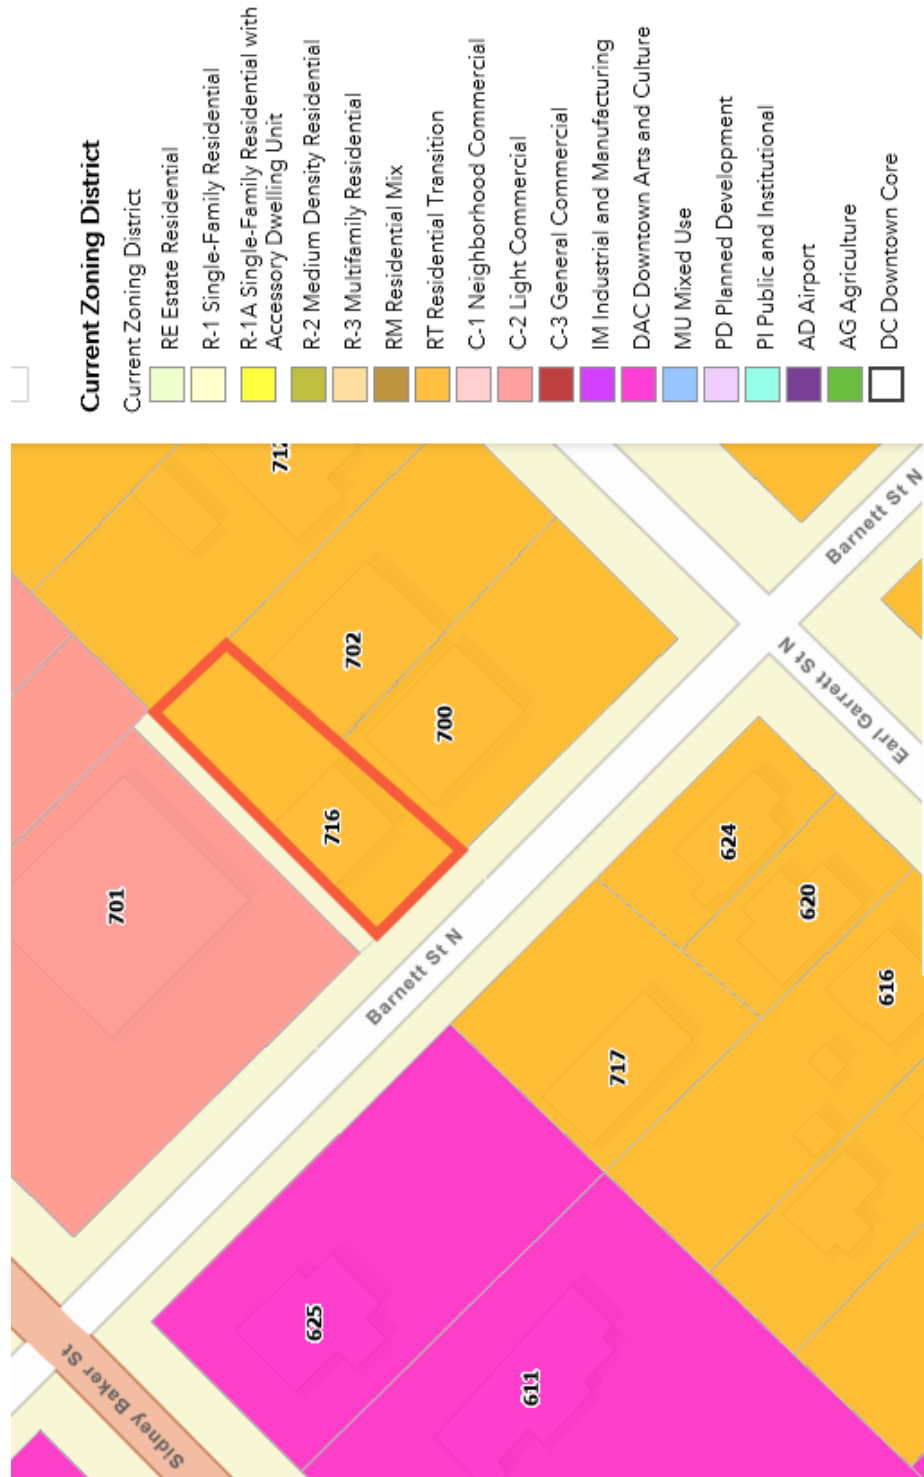 Current Zoning District
Current Zoning District
RE Estate Residential
R-1 Single-Family Residential
R-1A Single-Family Residential with
Accessory Dwelling Unit
R-2 Medium Density Residential
R-3 Multifamily Residential
RM Residential Mix
RT Residential Transition
C-1 Neighborhood Commercial
C-2 Light Commercial
C-3 General Commercial
IM Industrial and Manufacturing
DAC Downtown Arts and Culture
MU Mixed Use
PD Planned Development
PI Public and Institutional
AD Airport
AG Agriculture
DC Downtown Core
701
716
702
700
Barnett St N
Barnett St N
Earl Garrett St N
625
611
717
624
620
616
Sidney Baker St